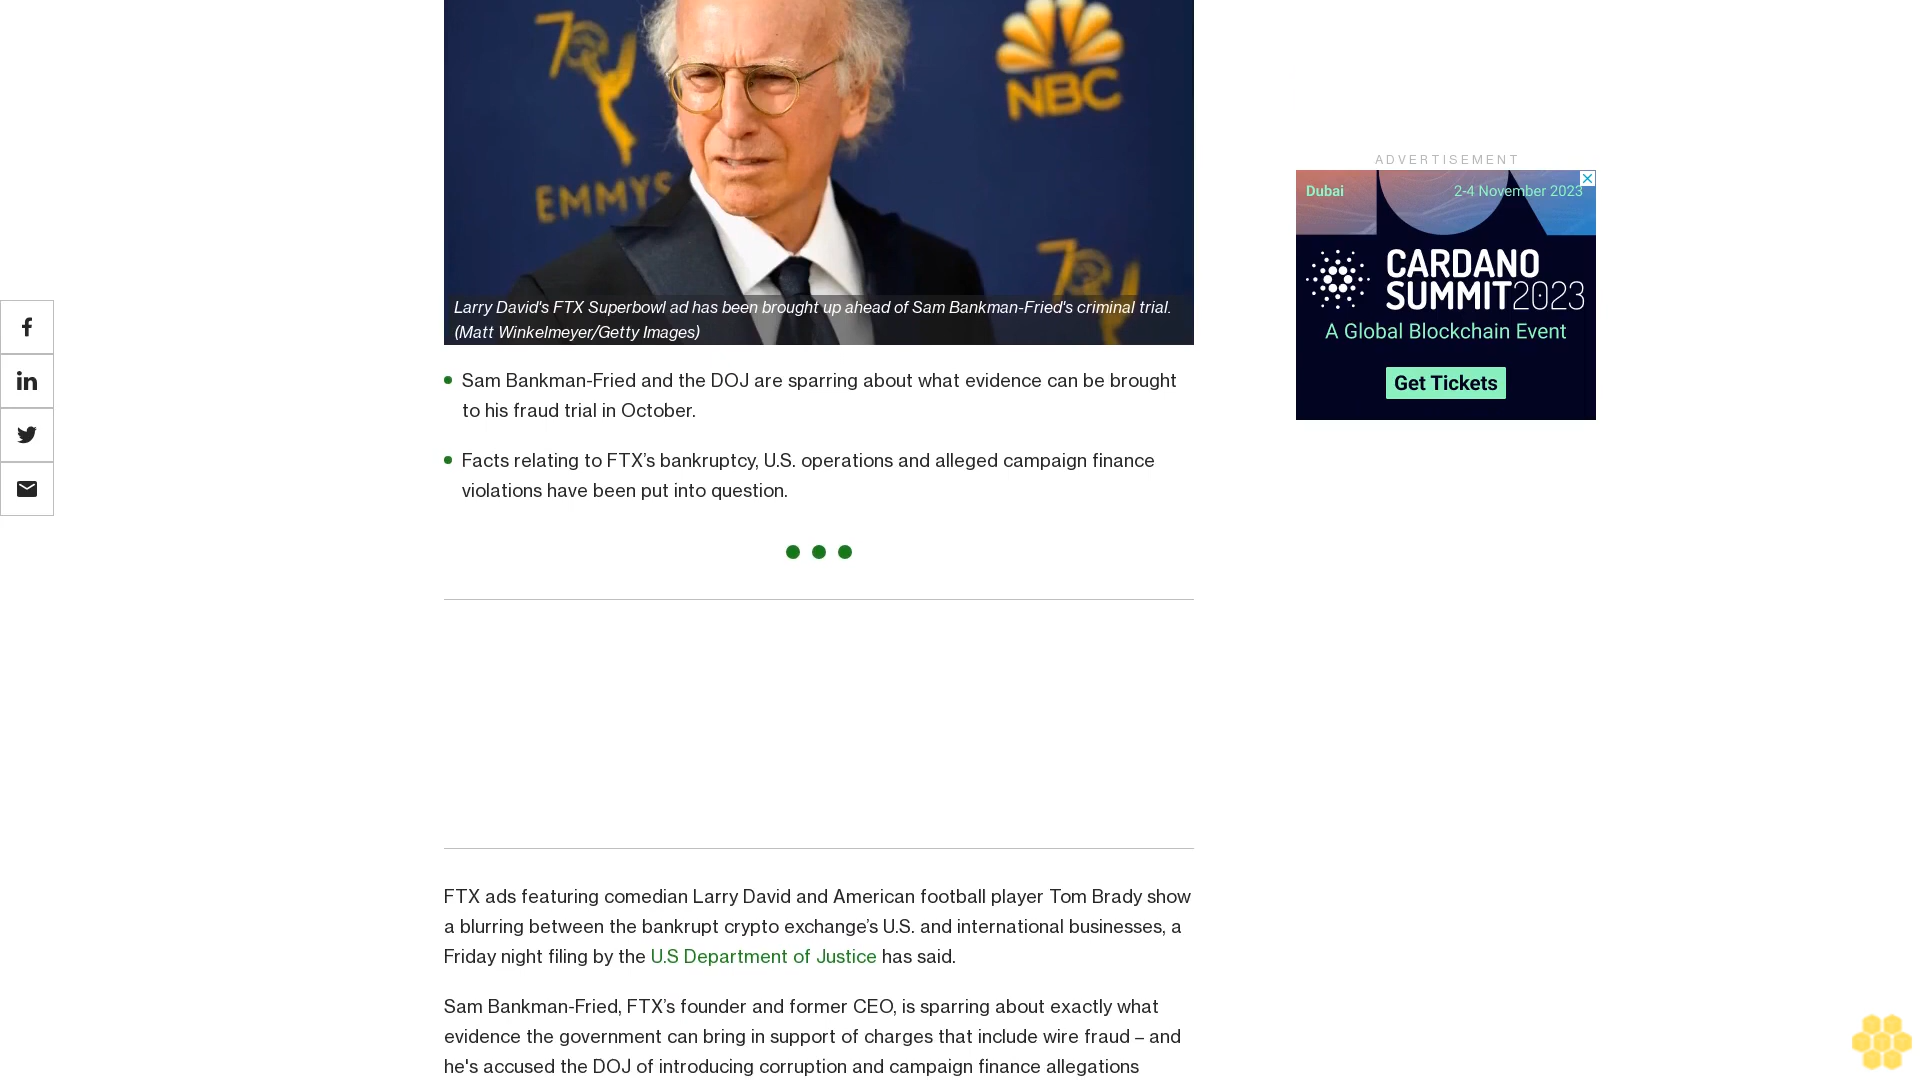 70
NBC
EMMYS
70
Larry David's FTX Superbowl ad has been brought up ahead of Sam Bankman-Fried's criminal trial.
(Matt Winkelmeyer/Getty Images)
ADVERTISEMENT
Dubai
2-4 November 2023
CARDANO
SUMMIT2023
A Global Blockchain Event
Get Tickets
Sam Bankman-Fried and the DOJ are sparring about what evidence can be brought
to his fraud trial in October.
Facts relating to FTX’s bankruptcy, U.S. operations and alleged campaign finance
violations have been put into question.
FTX ads featuring comedian Larry David and American football player Tom Brady show
a blurring between the bankrupt crypto exchange’s U.S. and international businesses, a
Friday night filing by the U.S Department of Justice has said.
Sam Bankman-Fried, FTX’s founder and former CEO, is sparring about exactly what
evidence the government can bring in support of charges that include wire fraud – and
he's accused the DOJ of introducing corruption and campaign finance allegations